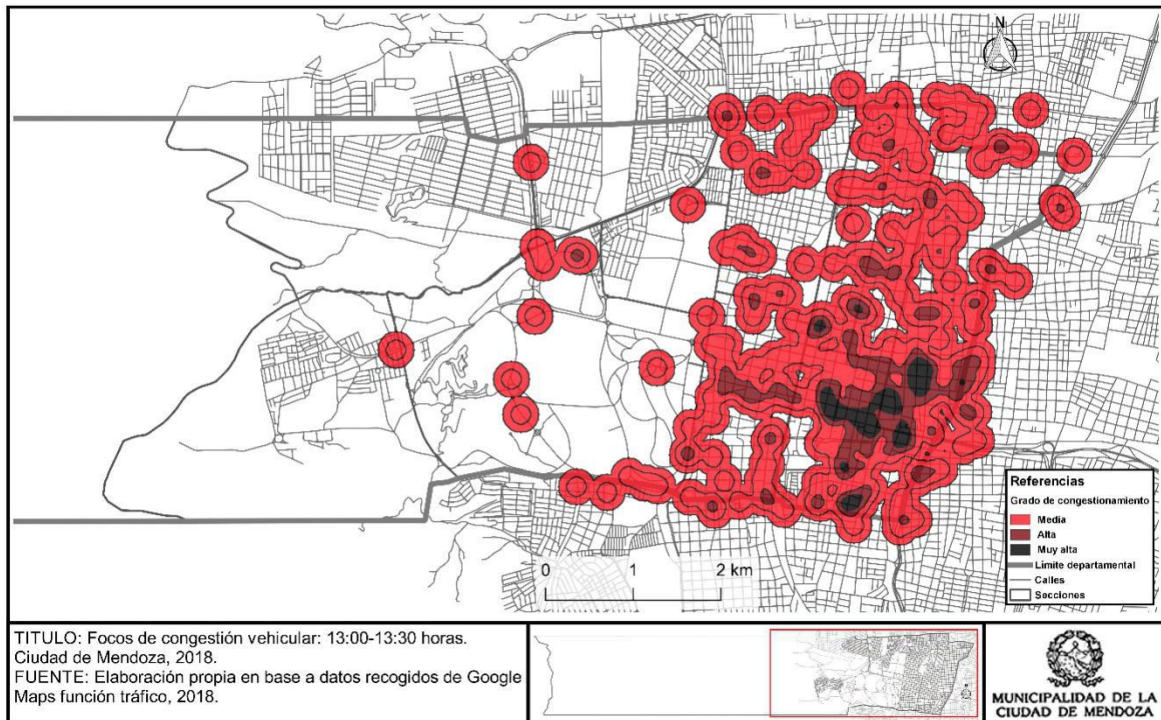 N
0 1 2 km
Referencias
Grado de congestionamiento
Media
Alta
Muy alta
Límite departamental
Calles
Secciones
TITULO: Focos de congestión vehicular: 13:00-13:30 horas.
Ciudad de Mendoza, 2018.
FUENTE: Elaboración propia en base a datos recogidos de Google
Maps función tráfico, 2018.
MUNICIPALIDAD DE LA
CIUDAD DE MENDOZA